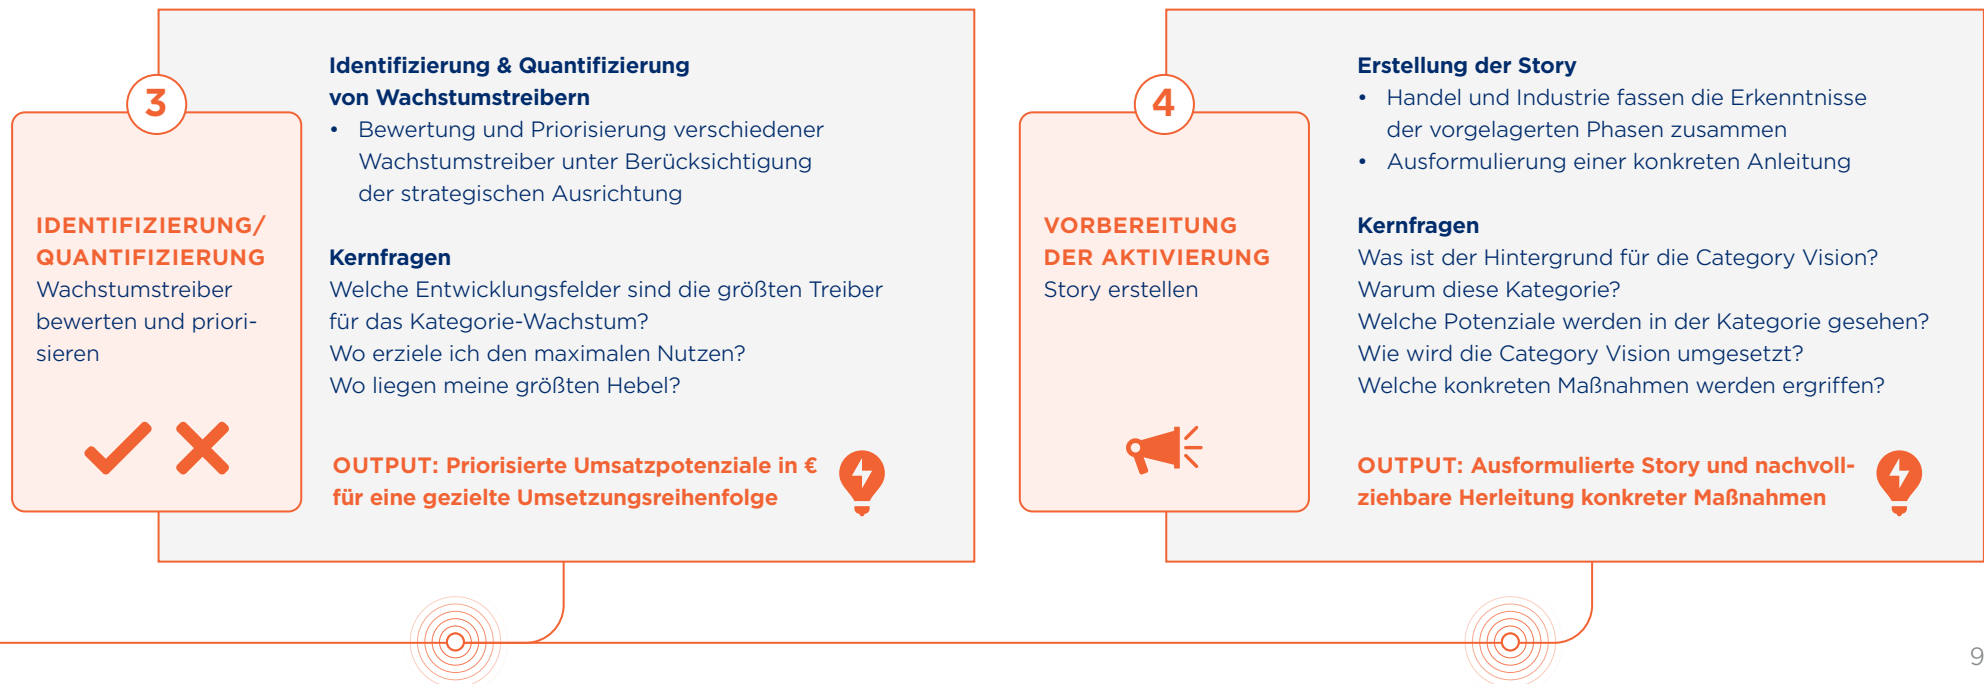 3
IDENTIFIZIERUNG/
QUANTIFIZIERUNG
Wachstumstreiber
bewerten und priori-
sieren
Identifizierung & Quantifizierung
von Wachstumstreibern
• Bewertung und Priorisierung verschiedener
Wachstumstreiber unter Berücksichtigung
der strategischen Ausrichtung
Kernfragen
Welche Entwicklungsfelder sind die größten Treiber
für das Kategorie-Wachstum?
Wo erziele ich den maximalen Nutzen?
Wo liegen meine größten Hebel?
OUTPUT: Priorisierte Umsatzpotenziale in €
für eine gezielte Umsetzungsreihenfolge
4
VORBEREITUNG
DER AKTIVIERUNG
Story erstellen
Erstellung der Story
• Handel und Industrie fassen die Erkenntnisse
der vorgelagerten Phasen zusammen
• Ausformulierung einer konkreten Anleitung
Kernfragen
Was ist der Hintergrund für die Category Vision?
Warum diese Kategorie?
Welche Potenziale werden in der Kategorie gesehen?
Wie wird die Category Vision umgesetzt?
Welche konkreten Maßnahmen werden ergriffen?
OUTPUT: Ausformulierte Story und nachvoll-
ziehbare Herleitung konkreter Maßnahmen
9